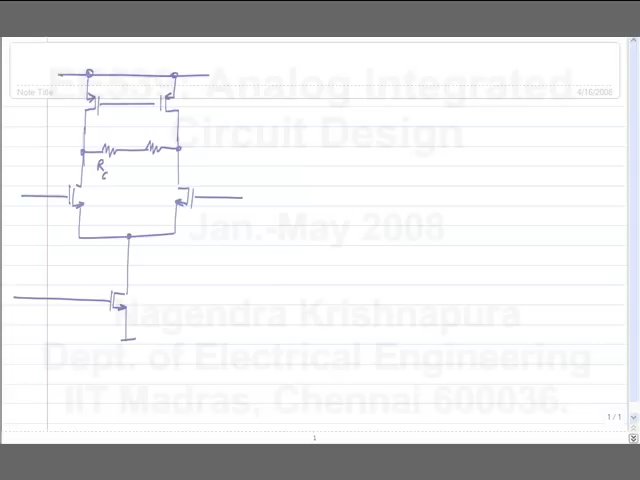 EE539: Analog Integrated
Note Title
4/16/2008
Circuit Design
R
C
Jan.-May 2008
Nagendra Krishnapura
Dept. of Electrical Engineering
IIT Madras, Chennai 600036.
1 / 1
1